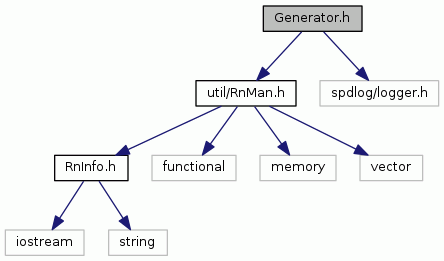 Generator.h
util/RnMan.h
spdlog/logger.h
RnInfo.h
functional
memory
vector
iostream
string